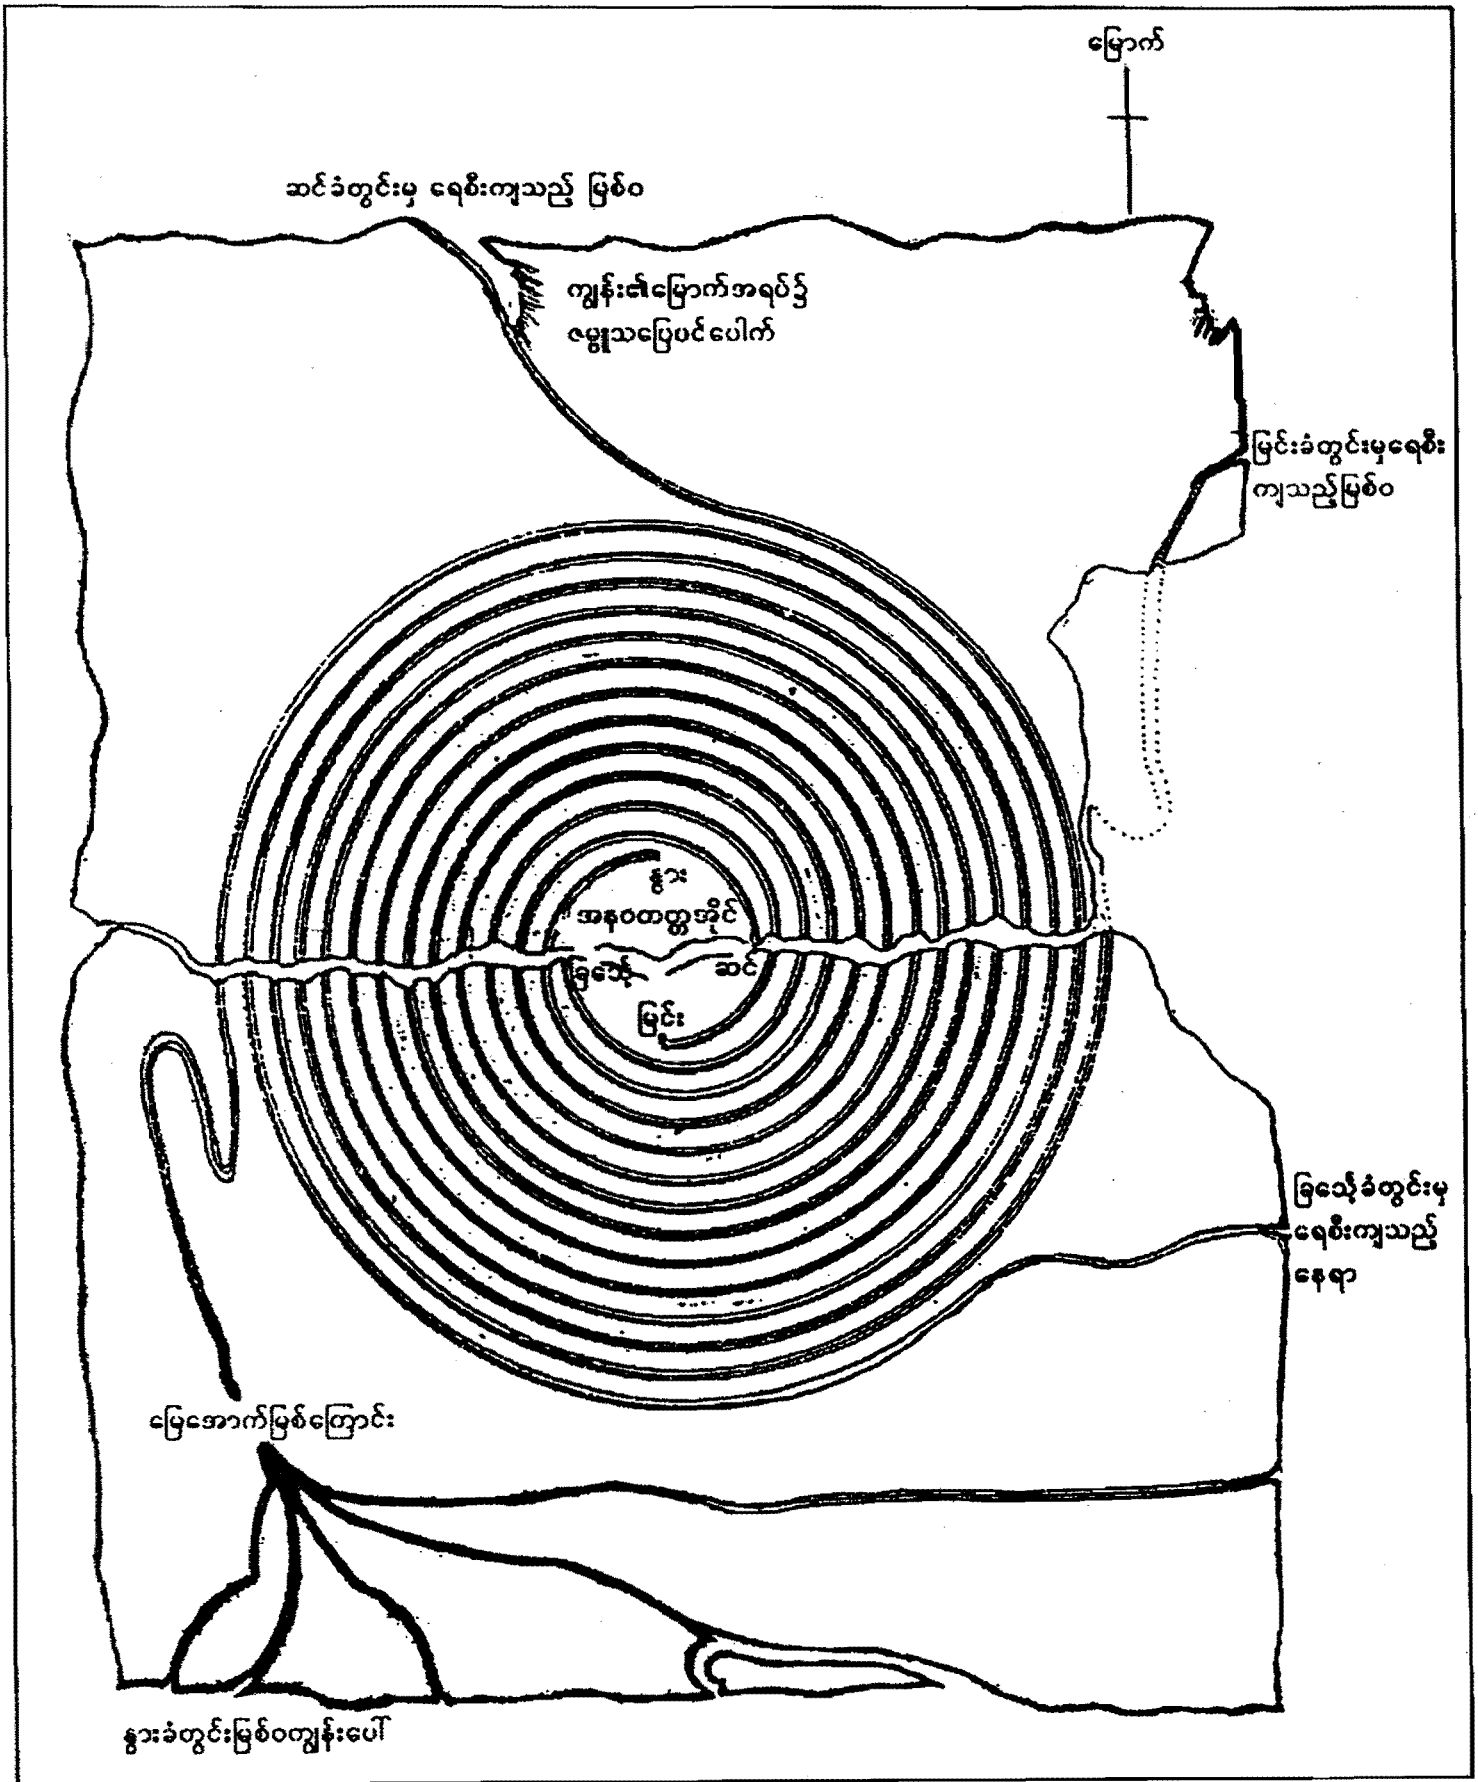 မြောက်
ဆင်ခံတွင်းမှ ရေစီးကျသည့် မြစ်ဝ
ကျွန်း၏မြောက်အရပ်၌
ဇမ္ဗူသပြေပင်ပေါက်
မြင်းခံတွင်းမှရေစီး
ကျသည့်မြစ်ဝ
နွား
အနဝတတ္တအိုင်
ခြင်္သေ့
ဆင်
မြင်း
ခြင်္သေ့ခံတွင်းမှ
ရေစီးကျသည့်
နေရာ
မြေအောက်မြစ်ကြောင်း
နွားခံတွင်းမြစ်ဝကျွန်းပေါ်